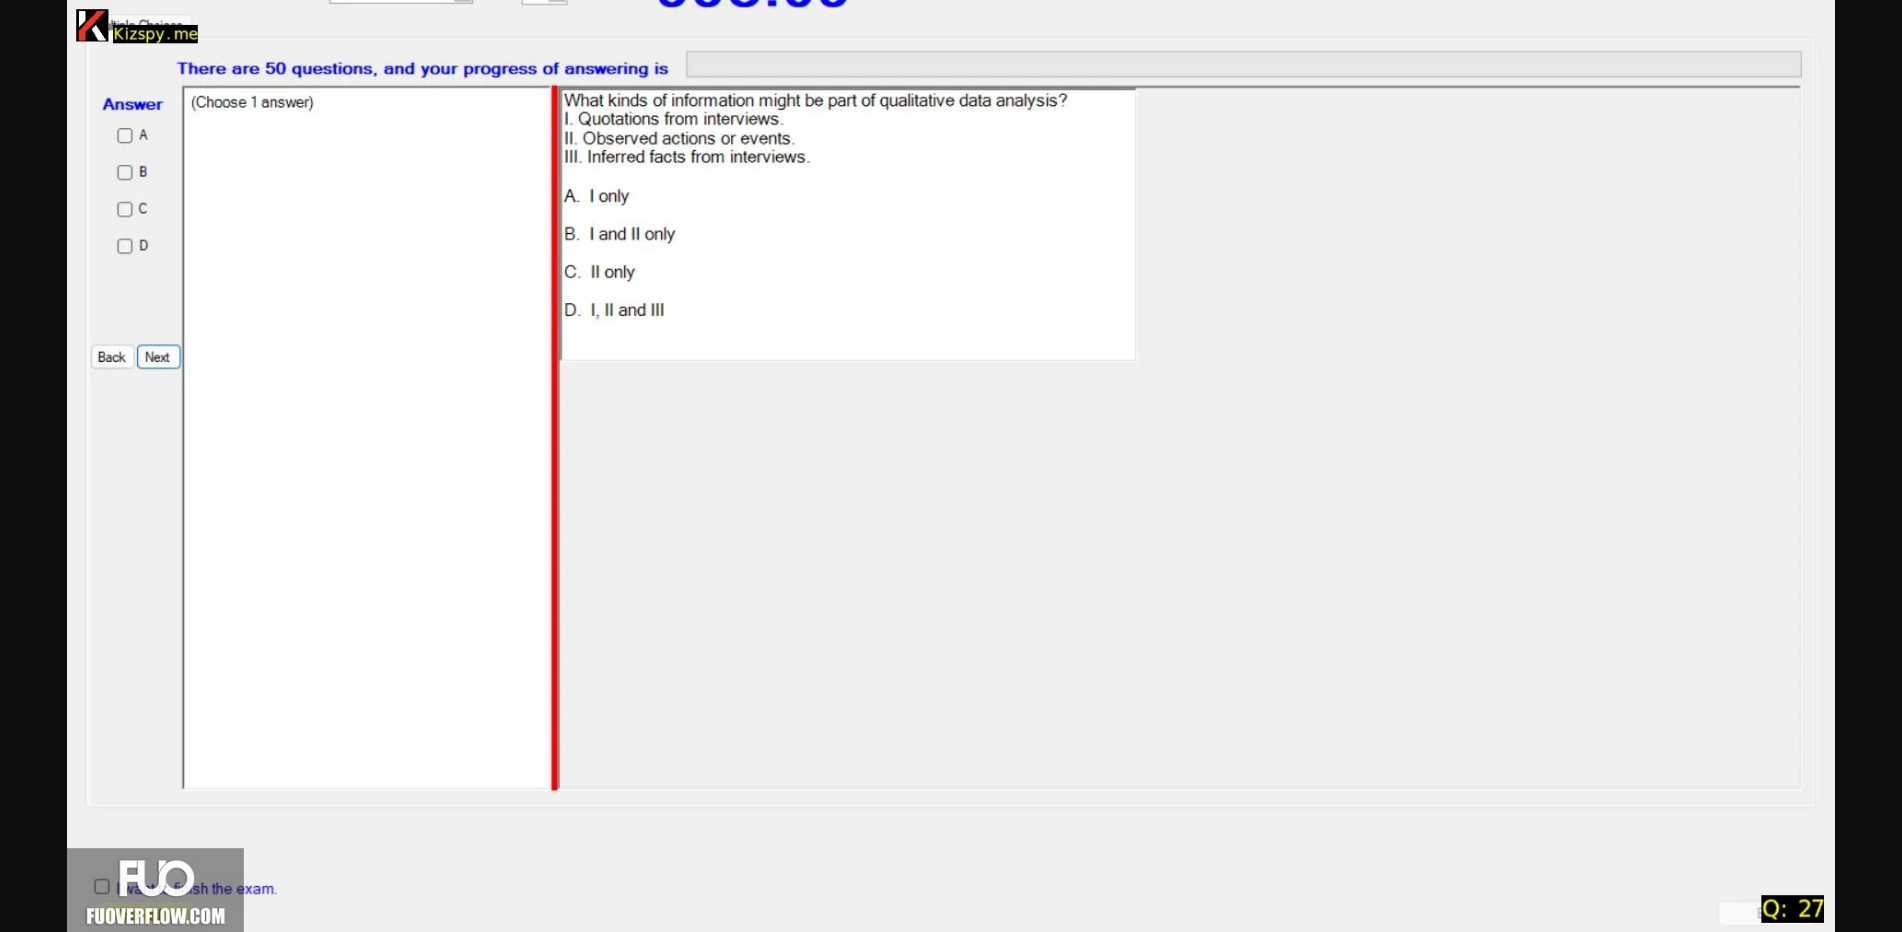 Kizspy.me
There are 50 questions, and your progress of answering is
Answer
(Choose 1 answer)
A
B
C
D
Back
Next
What kinds of information might be part of qualitative data analysis?
I. Quotations from interviews.
II. Observed actions or events.
III. Inferred facts from interviews.
A. I only
B. I and II only
C. II only
D. I, II and III
FUO
finish the exam.
FUOVERFLOW.COM
Q: 27